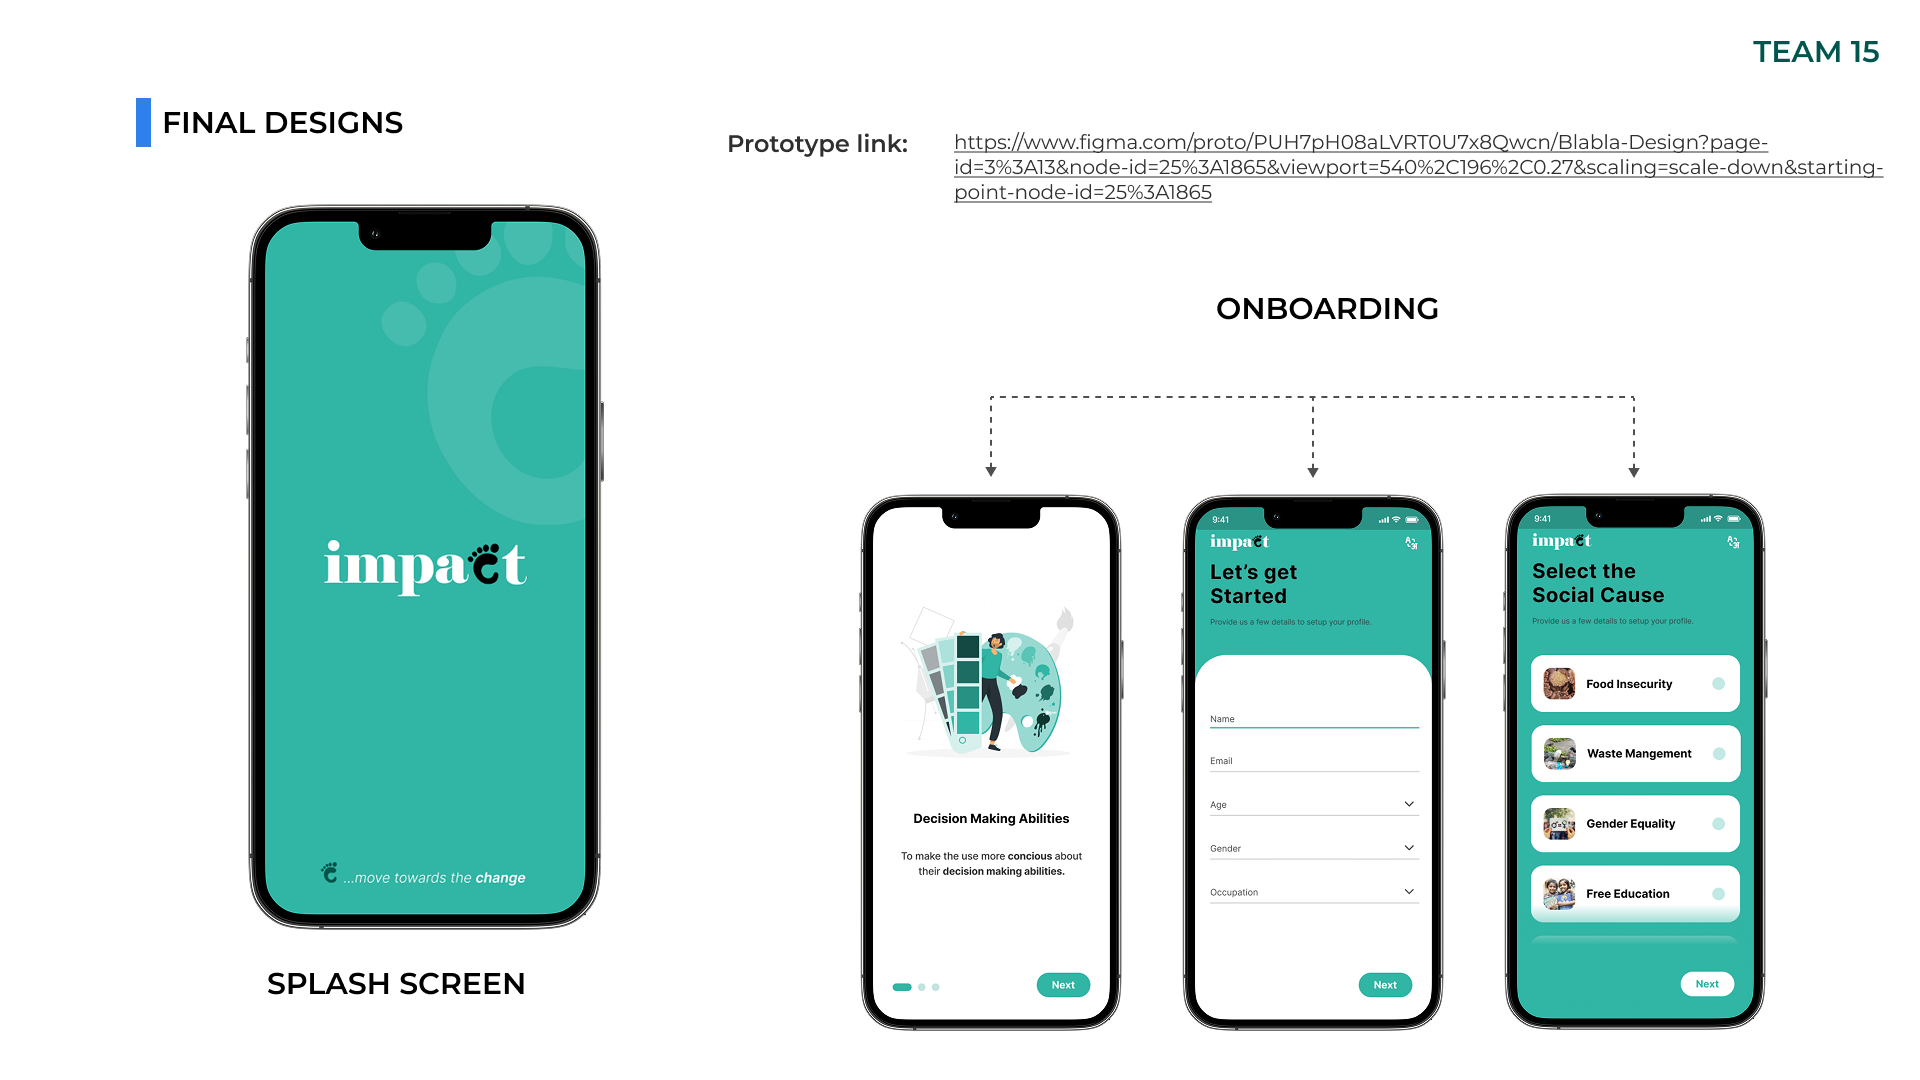 TEAM 15
FINAL DESIGNS
Prototype link:
https://www.figma.com/proto/PUH7pH08aLVRT0U7x8Qwcn/Blabla-Design?page-
id=3%3A13&node-id=25%3A1865&viewport=540%2C196%2C0.27&scaling=scale-down&starting-
point-node-id=25%3A1865
impact
...move towards the change
SPLASH SCREEN
ONBOARDING
Decision Making Abilities
To make the use more concious about
their decision making abilities.
Next
9:41
impact
Let's get
Started
Provide us a few details to setup your profile.
Name
Email
Age
Gender
Occupation
Next
9:41
impact
Select the
Social Cause
Provide us a few details to setup your profile.
Food Insecurity
Waste Mangement
Gender Equality
Free Education
Next